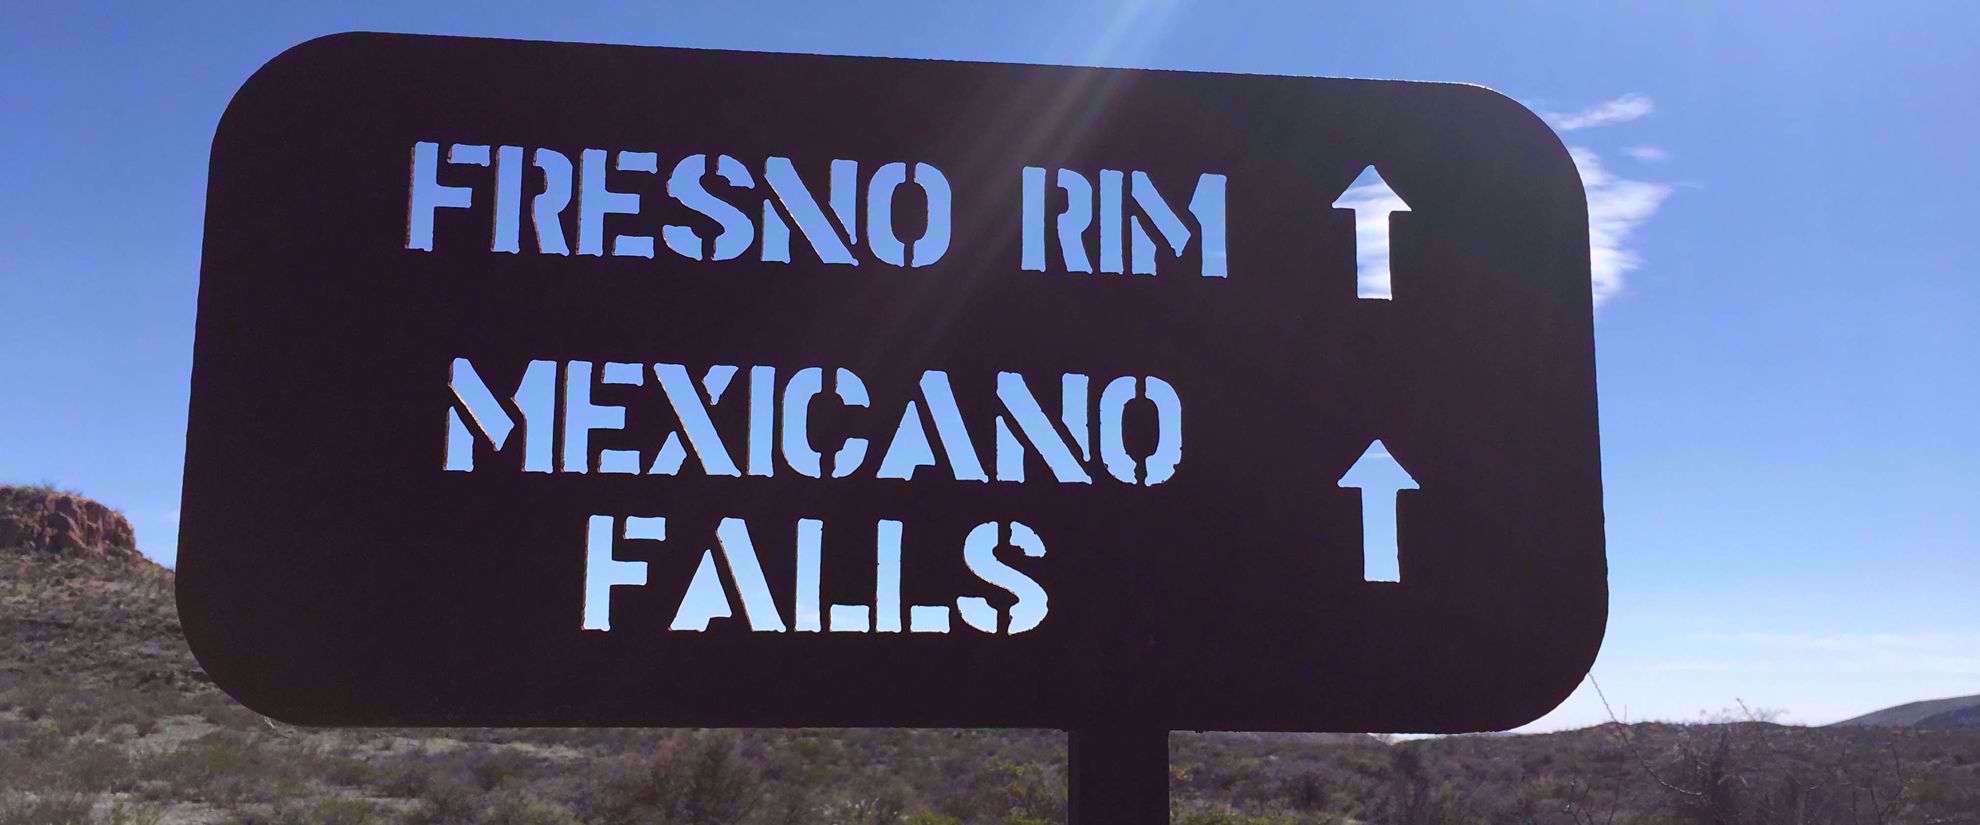 FRESNO RIM ↑
MEXICANO ↑
FALLS